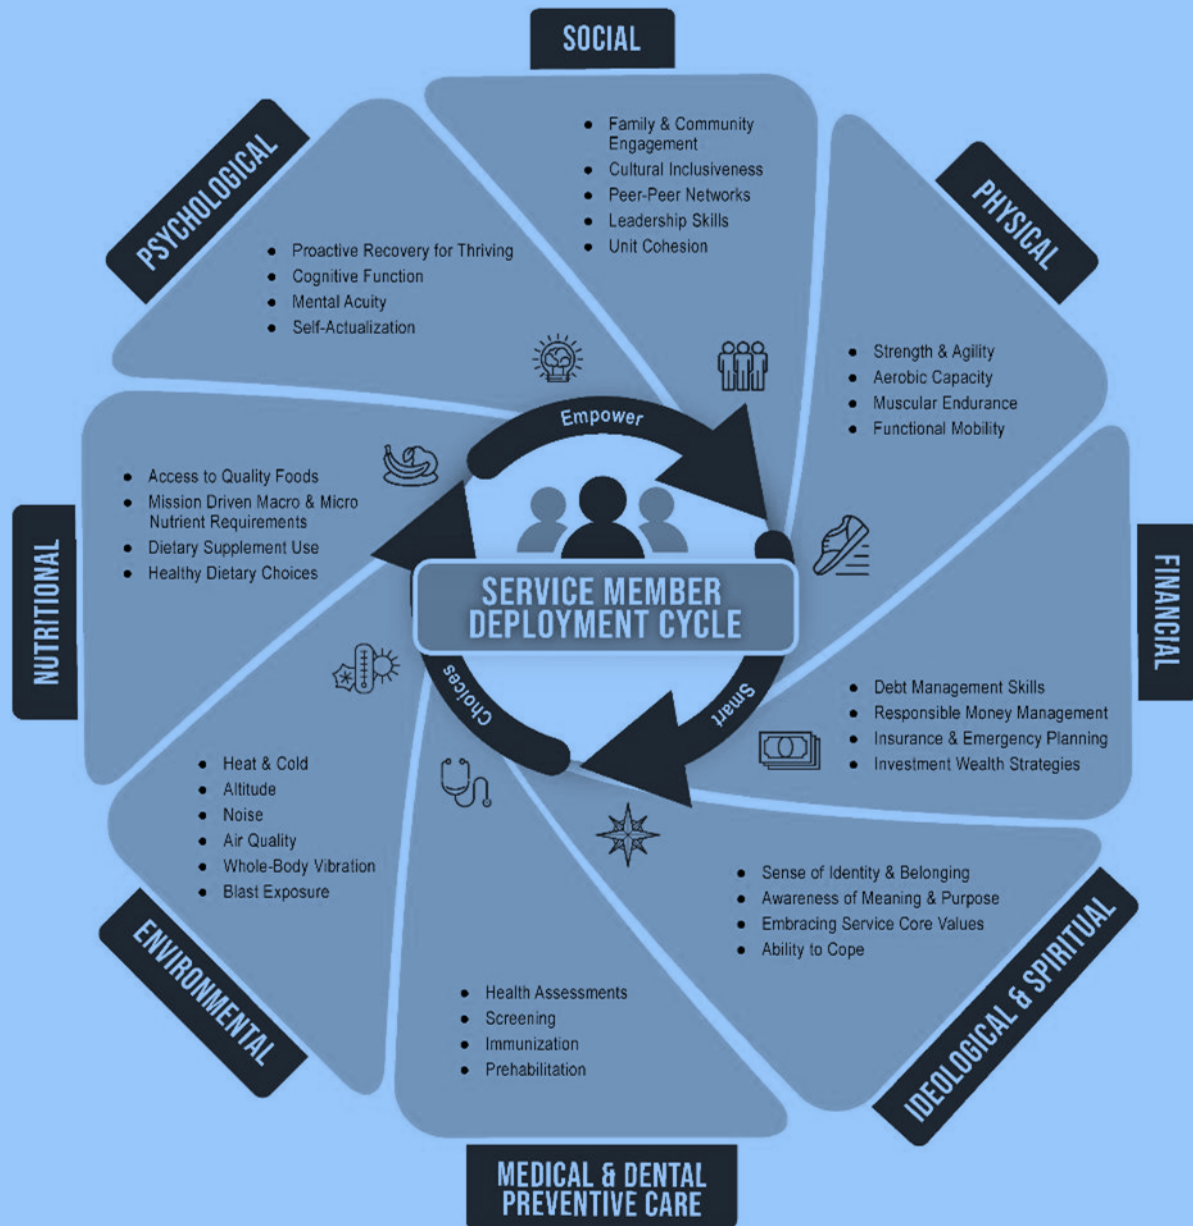 SOCIAL
• Family & Community
Engagement
• Cultural Inclusiveness
• Peer-Peer Networks
• Leadership Skills
• Unit Cohesion
PHYSICAL
• Strength & Agility
• Aerobic Capacity
• Muscular Endurance
• Functional Mobility
FINANCIAL
• Debt Management Skills
• Responsible Money Management
• Insurance & Emergency Planning
• Investment Wealth Strategies
IDEOLOGICAL & SPIRITUAL
• Sense of Identity & Belonging
• Awareness of Meaning & Purpose
• Embracing Service Core Values
• Ability to Cope
MEDICAL & DENTAL
PREVENTIVE CARE
• Health Assessments
• Screening
• Immunization
• Prehabilitation
ENVIRONMENTAL
• Heat & Cold
• Altitude
• Noise
• Air Quality
• Whole-Body Vibration
• Blast Exposure
NUTRITIONAL
• Access to Quality Foods
• Mission Driven Macro & Micro
Nutrient Requirements
• Dietary Supplement Use
• Healthy Dietary Choices
PSYCHOLOGICAL
• Proactive Recovery for Thriving
• Cognitive Function
• Mental Acuity
• Self-Actualization
Empower
Smart
Choices
SERVICE MEMBER
DEPLOYMENT CYCLE